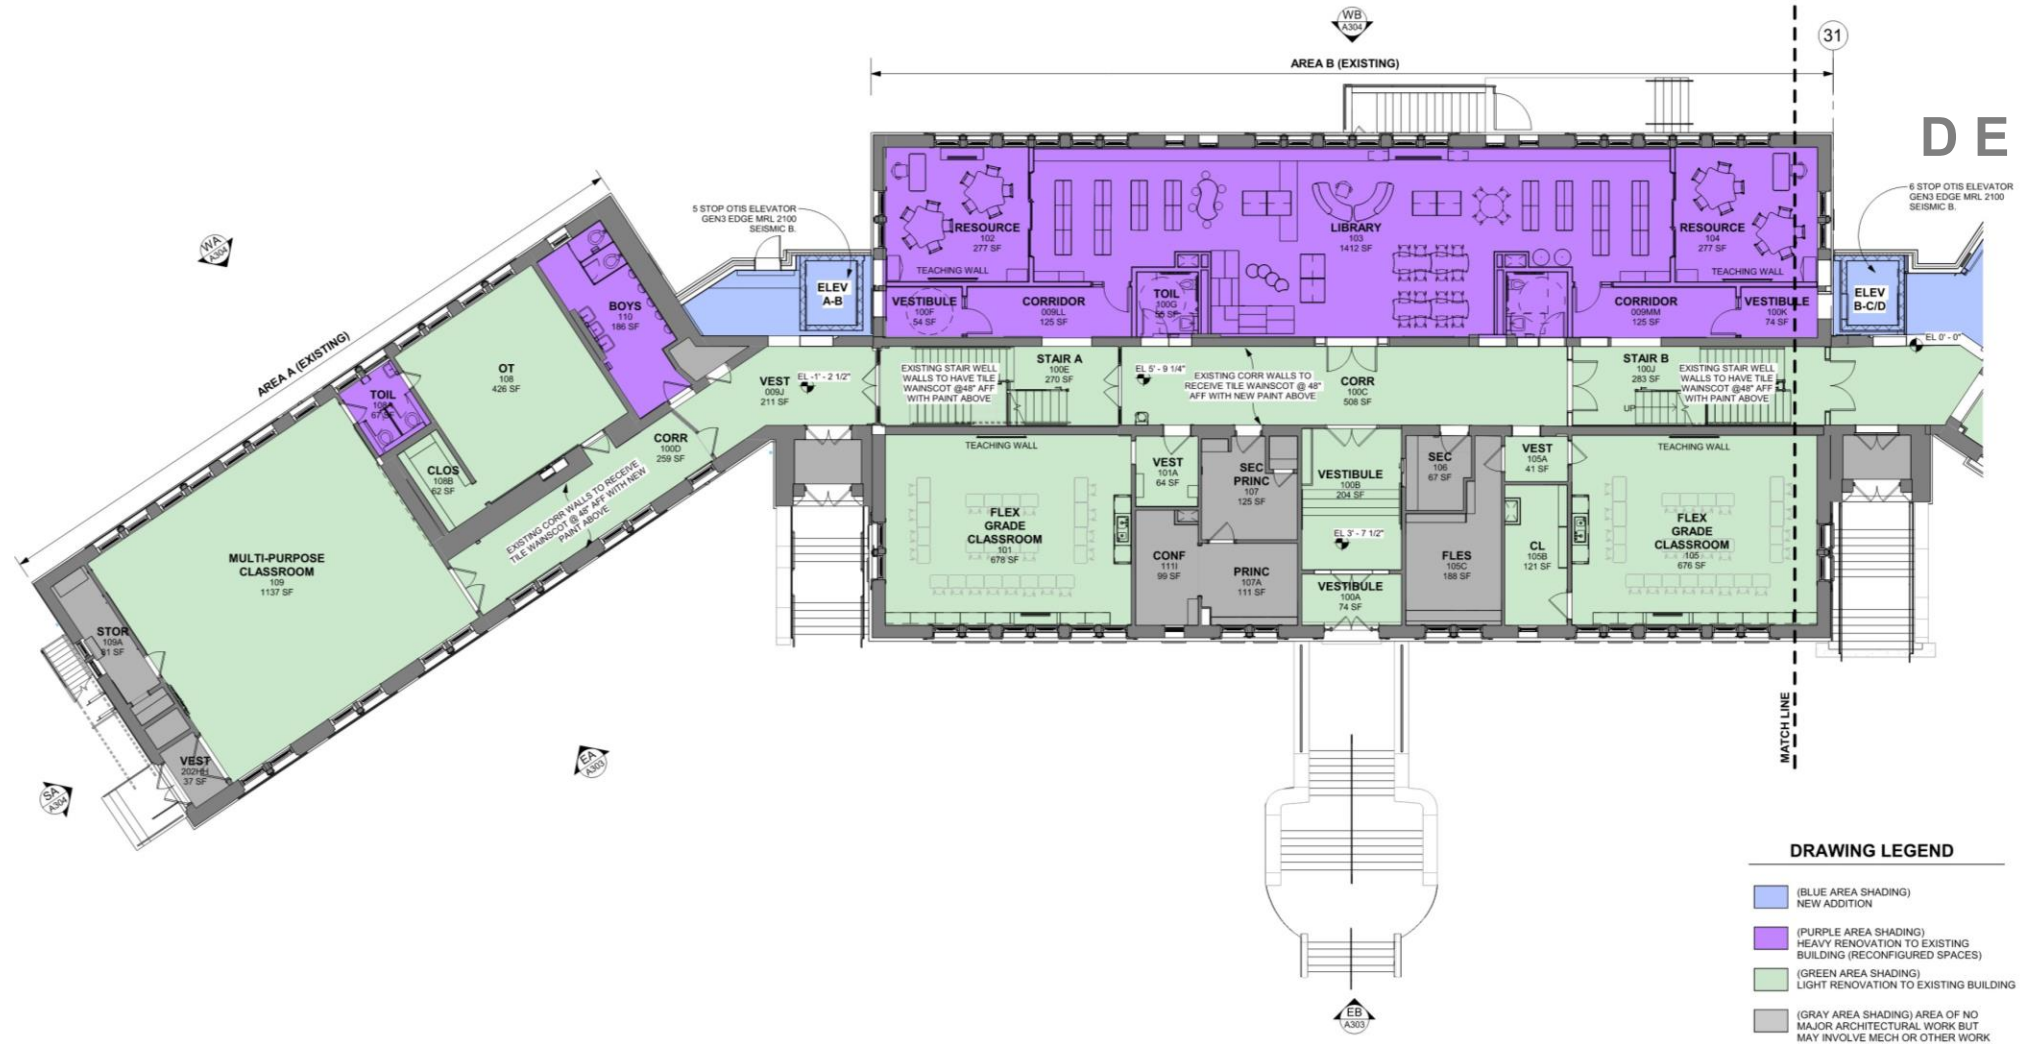 WB
A304
31
AREA B (EXISTING)
D E
5 STOP OTIS ELEVATOR
GEN3 EDGE MRL 2100
SEISMIC B.
6 STOP OTIS ELEVATOR
GEN3 EDGE MRL 2100
SEISMIC B.
WA
A304
AREA A (EXISTING)
RESOURCE
102
277 SF
TEACHING WALL
LIBRARY
103
1412 SF
RESOURCE
104
277 SF
TEACHING WALL
ELEV
A-B
ELEV
B-C/D
VESTIBULE
100F
54 SF
CORRIDOR
009LL
125 SF
TOIL
100G
CORRIDOR
009MM
125 SF
VESTIBULE
100K
74 SF
EL 0' - 0"
BOYS
110
186 SF
OT
108
426 SF
TOIL
67 SF
CLOS
108B
62 SF
VEST
009J
211 SF
EL -1' - 2 1/2"
CORR
100D
259 SF
EXISTING CORR WALLS TO RECEIVE
TILE WAINSCOT @ 48" AFF WITH NEW
PAINT ABOVE
EXISTING STAIR WELL
WALLS TO HAVE TILE
WAINSCOT @48" AFF
WITH PAINT ABOVE
STAIR A
100E
270 SF
EL 5' - 9 1/4"
EXISTING CORR WALLS TO
RECEIVE TILE WAINSCOT @ 48"
AFF WITH NEW PAINT ABOVE
CORR
100C
508 SF
STAIR B
100J
283 SF
UP
EXISTING STAIR WELL
WALLS TO HAVE TILE
WAINSCOT @48" AFF
WITH PAINT ABOVE
MULTI-PURPOSE
CLASSROOM
109
1137 SF
STOR
109A
81 SF
VEST
202HH
37 SF
TEACHING WALL
FLEX
GRADE
CLASSROOM
101
678 SF
VEST
101A
64 SF
SEC
PRINC
107
125 SF
CONF
111I
99 SF
PRINC
107A
111 SF
VESTIBULE
100B
204 SF
EL 3' - 7 1/2"
VESTIBULE
100A
74 SF
SEC
106
67 SF
FLES
105C
188 SF
VEST
105A
41 SF
CL
105B
121 SF
TEACHING WALL
FLEX
GRADE
CLASSROOM
105
676 SF
MATCH LINE
SA
A304
EA
A303
EB
A303
DRAWING LEGEND
(BLUE AREA SHADING)
NEW ADDITION
(PURPLE AREA SHADING)
HEAVY RENOVATION TO EXISTING
BUILDING (RECONFIGURED SPACES)
(GREEN AREA SHADING)
LIGHT RENOVATION TO EXISTING BUILDING
(GRAY AREA SHADING) AREA OF NO
MAJOR ARCHITECTURAL WORK BUT
MAY INVOLVE MECH OR OTHER WORK